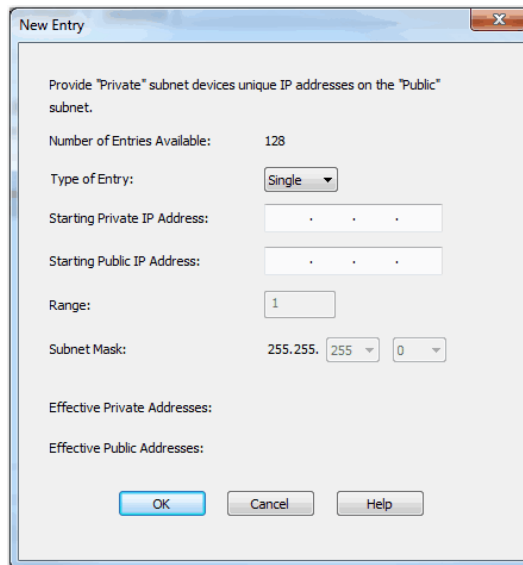 New Entry
Provide "Private" subnet devices unique IP addresses on the "Public"
subnet.
Number of Entries Available: 128
Type of Entry: Single
Starting Private IP Address: . . .
Starting Public IP Address: . . .
Range: 1
Subnet Mask: 255.255. 255 0
Effective Private Addresses:
Effective Public Addresses:
OK Cancel Help